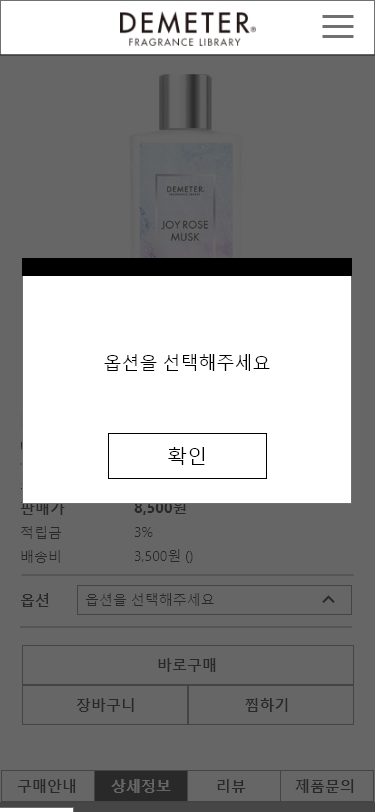 DEMETER®
FRAGRANCE LIBRARY
DEMETER
JOY ROSE
MUSK
옵션을 선택해주세요
확인
판매가 8,500원
적립금 3%
배송비 3,500원 ()
옵션 옵션을 선택해주세요
바로구매
장바구니 찜하기
구매안내 상세정보 리뷰 제품문의